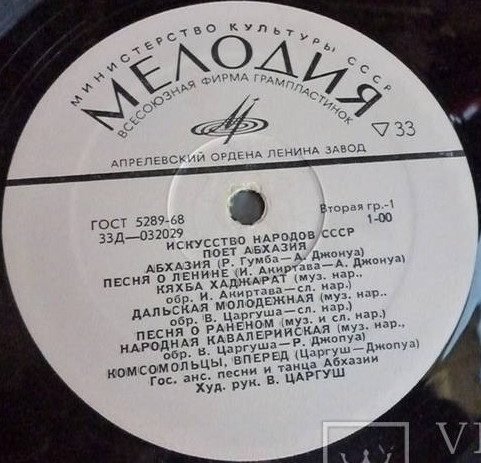 МИНИСТЕРСТВО КУЛЬТУРЫ СССР
МЕЛОДИЯ
ВСЕСОЮЗНАЯ ФИРМА ГРАМПЛАСТИНОК
33
АПРЕЛЕВСКИЙ ОРДЕНА ЛЕНИНА ЗАВОД
ГОСТ 5289-68
33Д—032029
Вторая гр.-1
1-00
ИСКУССТВО НАРОДОВ СССР
ПОЕТ АБХАЗИЯ
АБХАЗИЯ (Р. Гумба—А. Джонуа)
ПЕСНЯ О ЛЕНИНЕ (И. Акиртава—А. Джонуа)
КЯХБА ХАДЖАРАТ (муз. нар.,
обр. И. Акиртава—сл. нар.)
ДАЛЬСКАЯ МОЛОДЕЖНАЯ (муз. нар.,
обр. В. Царгуша—сл. нар.)
ПЕСНЯ О РАНЕНОМ (муз. и сл. нар.)
НАРОДНАЯ КАВАЛЕРИЙСКАЯ (муз. нар.,
обр. В. Царгуша—Р. Джопуа)
КОМСОМОЛЬЦЫ, ВПЕРЕД (Царгуш—Джопуа)
Гос. анс. песни и танца Абхазии
Худ. рук. В. ЦАРГУШ